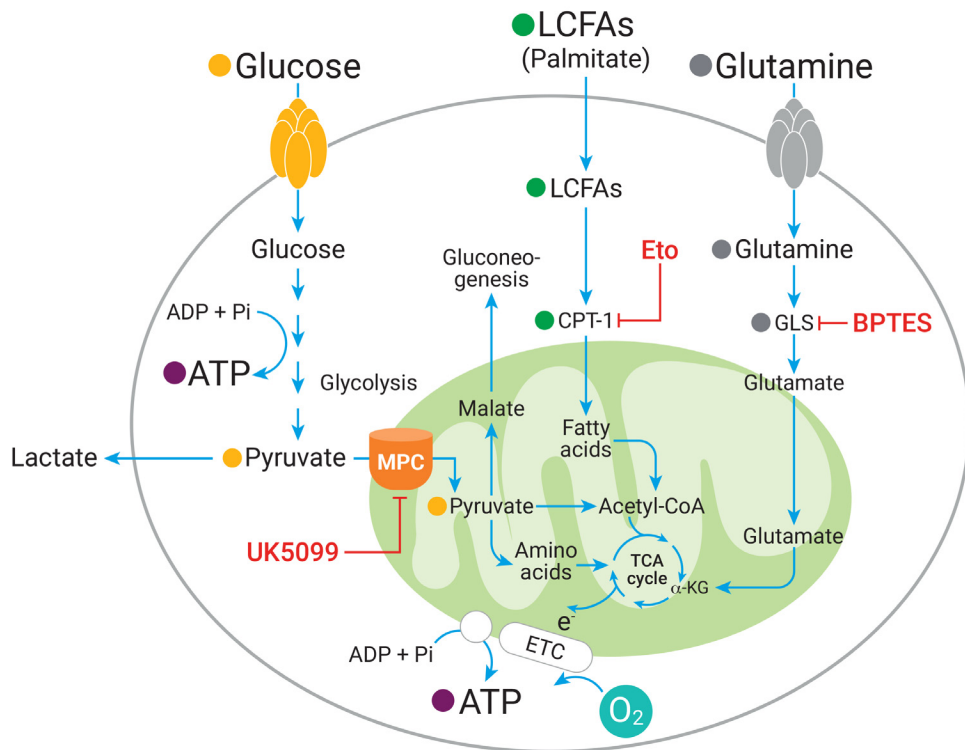 LCFAs
(Palmitate)
Glucose
Glutamine
LCFAs
Glucose
Gluconeo-
genesis
Eto
Glutamine
ADP + Pi
CPT-1
GLS
BPTES
ATP
Glycolysis
Malate
Glutamate
Fatty
acids
Lactate
Pyruvate
MPC
Pyruvate
Acetyl-CoA
UK5099
Amino
acids
TCA
cycle
Glutamate
α-KG
e-
ADP + Pi
ETC
ATP
O₂